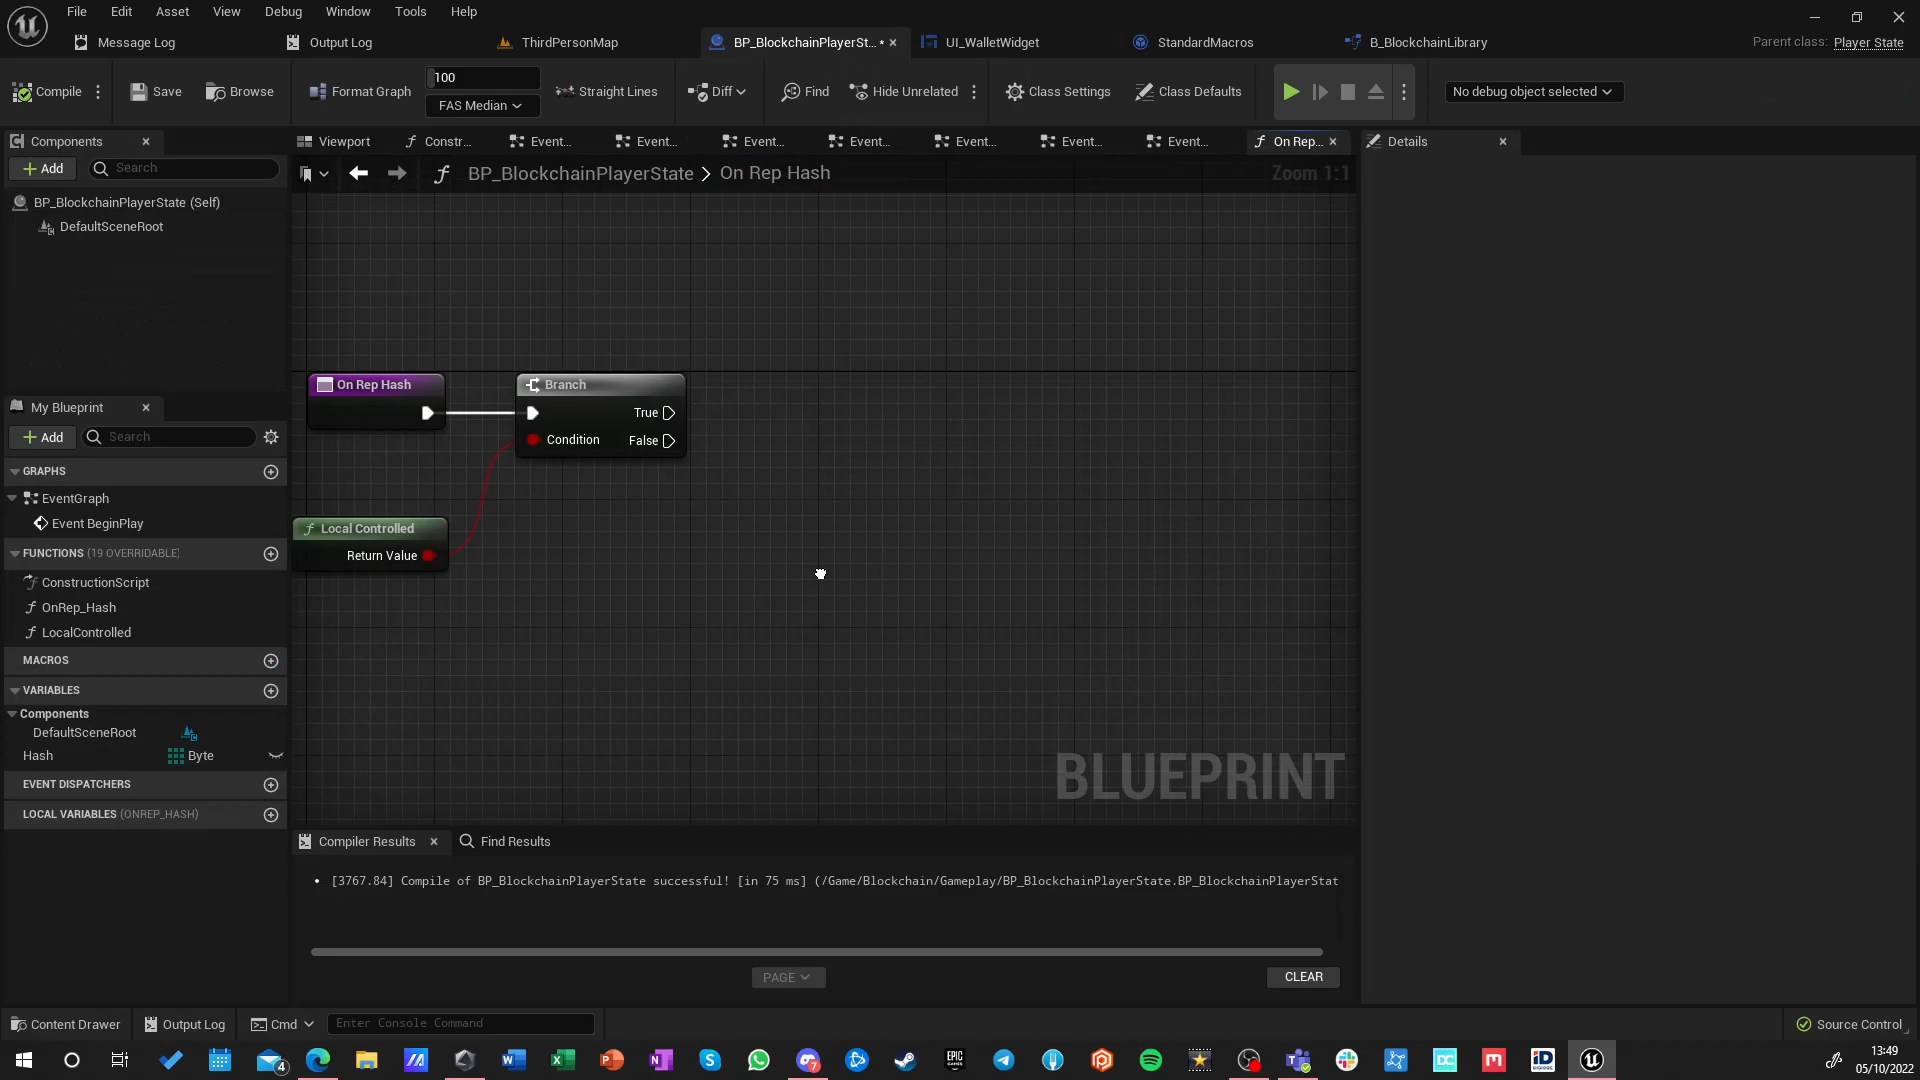 File Edit Asset View Debug Window Tools Help
Message Log Output Log ThirdPersonMap BP_BlockchainPlayerSt... • UI_WalletWidget StandardMacros B_BlockchainLibrary Parent class: Player State
Compile Save Browse Format Graph 100 FAS Median Straight Lines Diff Find Hide Unrelated Class Settings Class Defaults No debug object selected
Components Viewport Constr... Event... Event... Event... Event... Event... Event... Event... On Rep... Details
Add Search BP_BlockchainPlayerState > On Rep Hash Zoom 1:1
BP_BlockchainPlayerState (Self)
DefaultSceneRoot
On Rep Hash Branch
True
Condition False
Local Controlled
Return Value
My Blueprint
Add Search
GRAPHS
EventGraph
Event BeginPlay
FUNCTIONS (19 OVERRIDABLE)
ConstructionScript
OnRep_Hash
LocalControlled
MACROS
VARIABLES
Components
DefaultSceneRoot
Hash Byte
EVENT DISPATCHERS
LOCAL VARIABLES (ONREP_HASH)
BLUEPRINT
Compiler Results Find Results
• [3767.84] Compile of BP_BlockchainPlayerState successful! [in 75 ms] (/Game/Blockchain/Gameplay/BP_BlockchainPlayerState.BP_BlockchainPlayerStat
PAGE CLEAR
Content Drawer Output Log Cmd Enter Console Command Source Control
13:49
05/10/2022